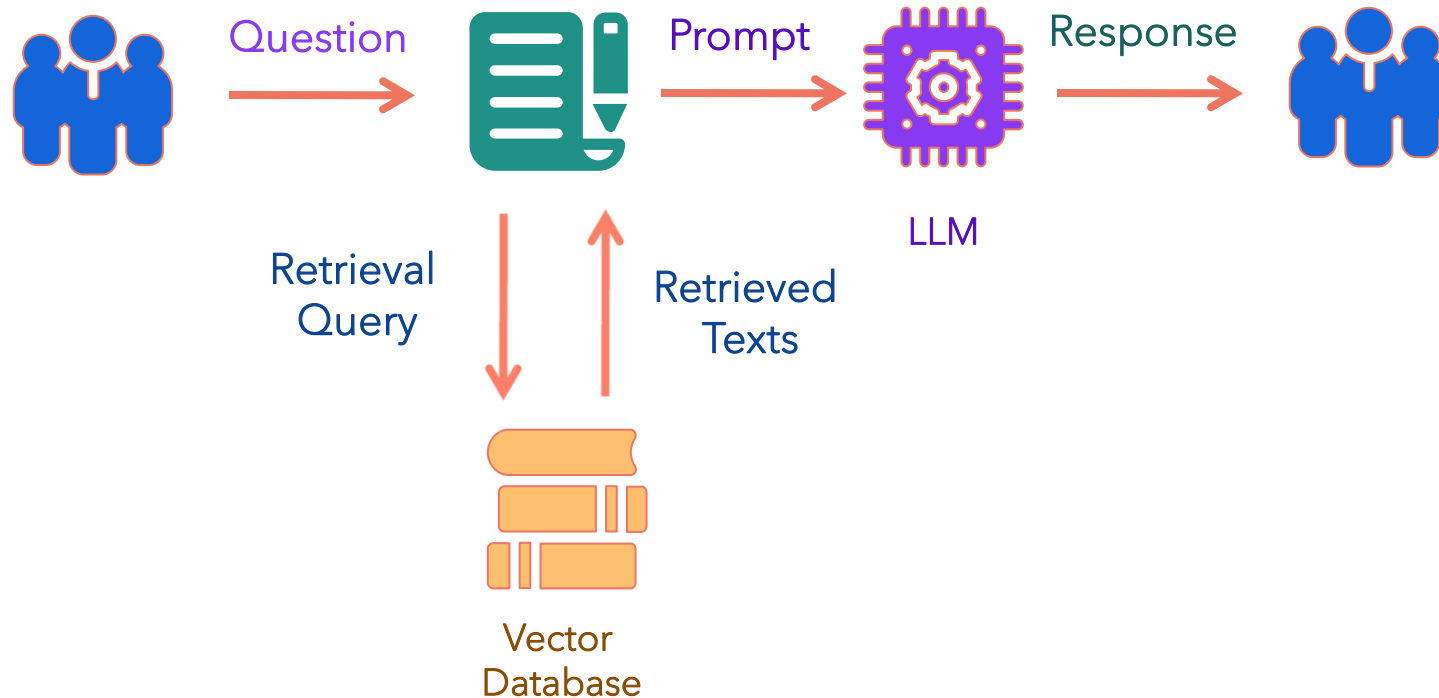 Question
Prompt
Response
LLM
Retrieval
Query
Retrieved
Texts
Vector
Database